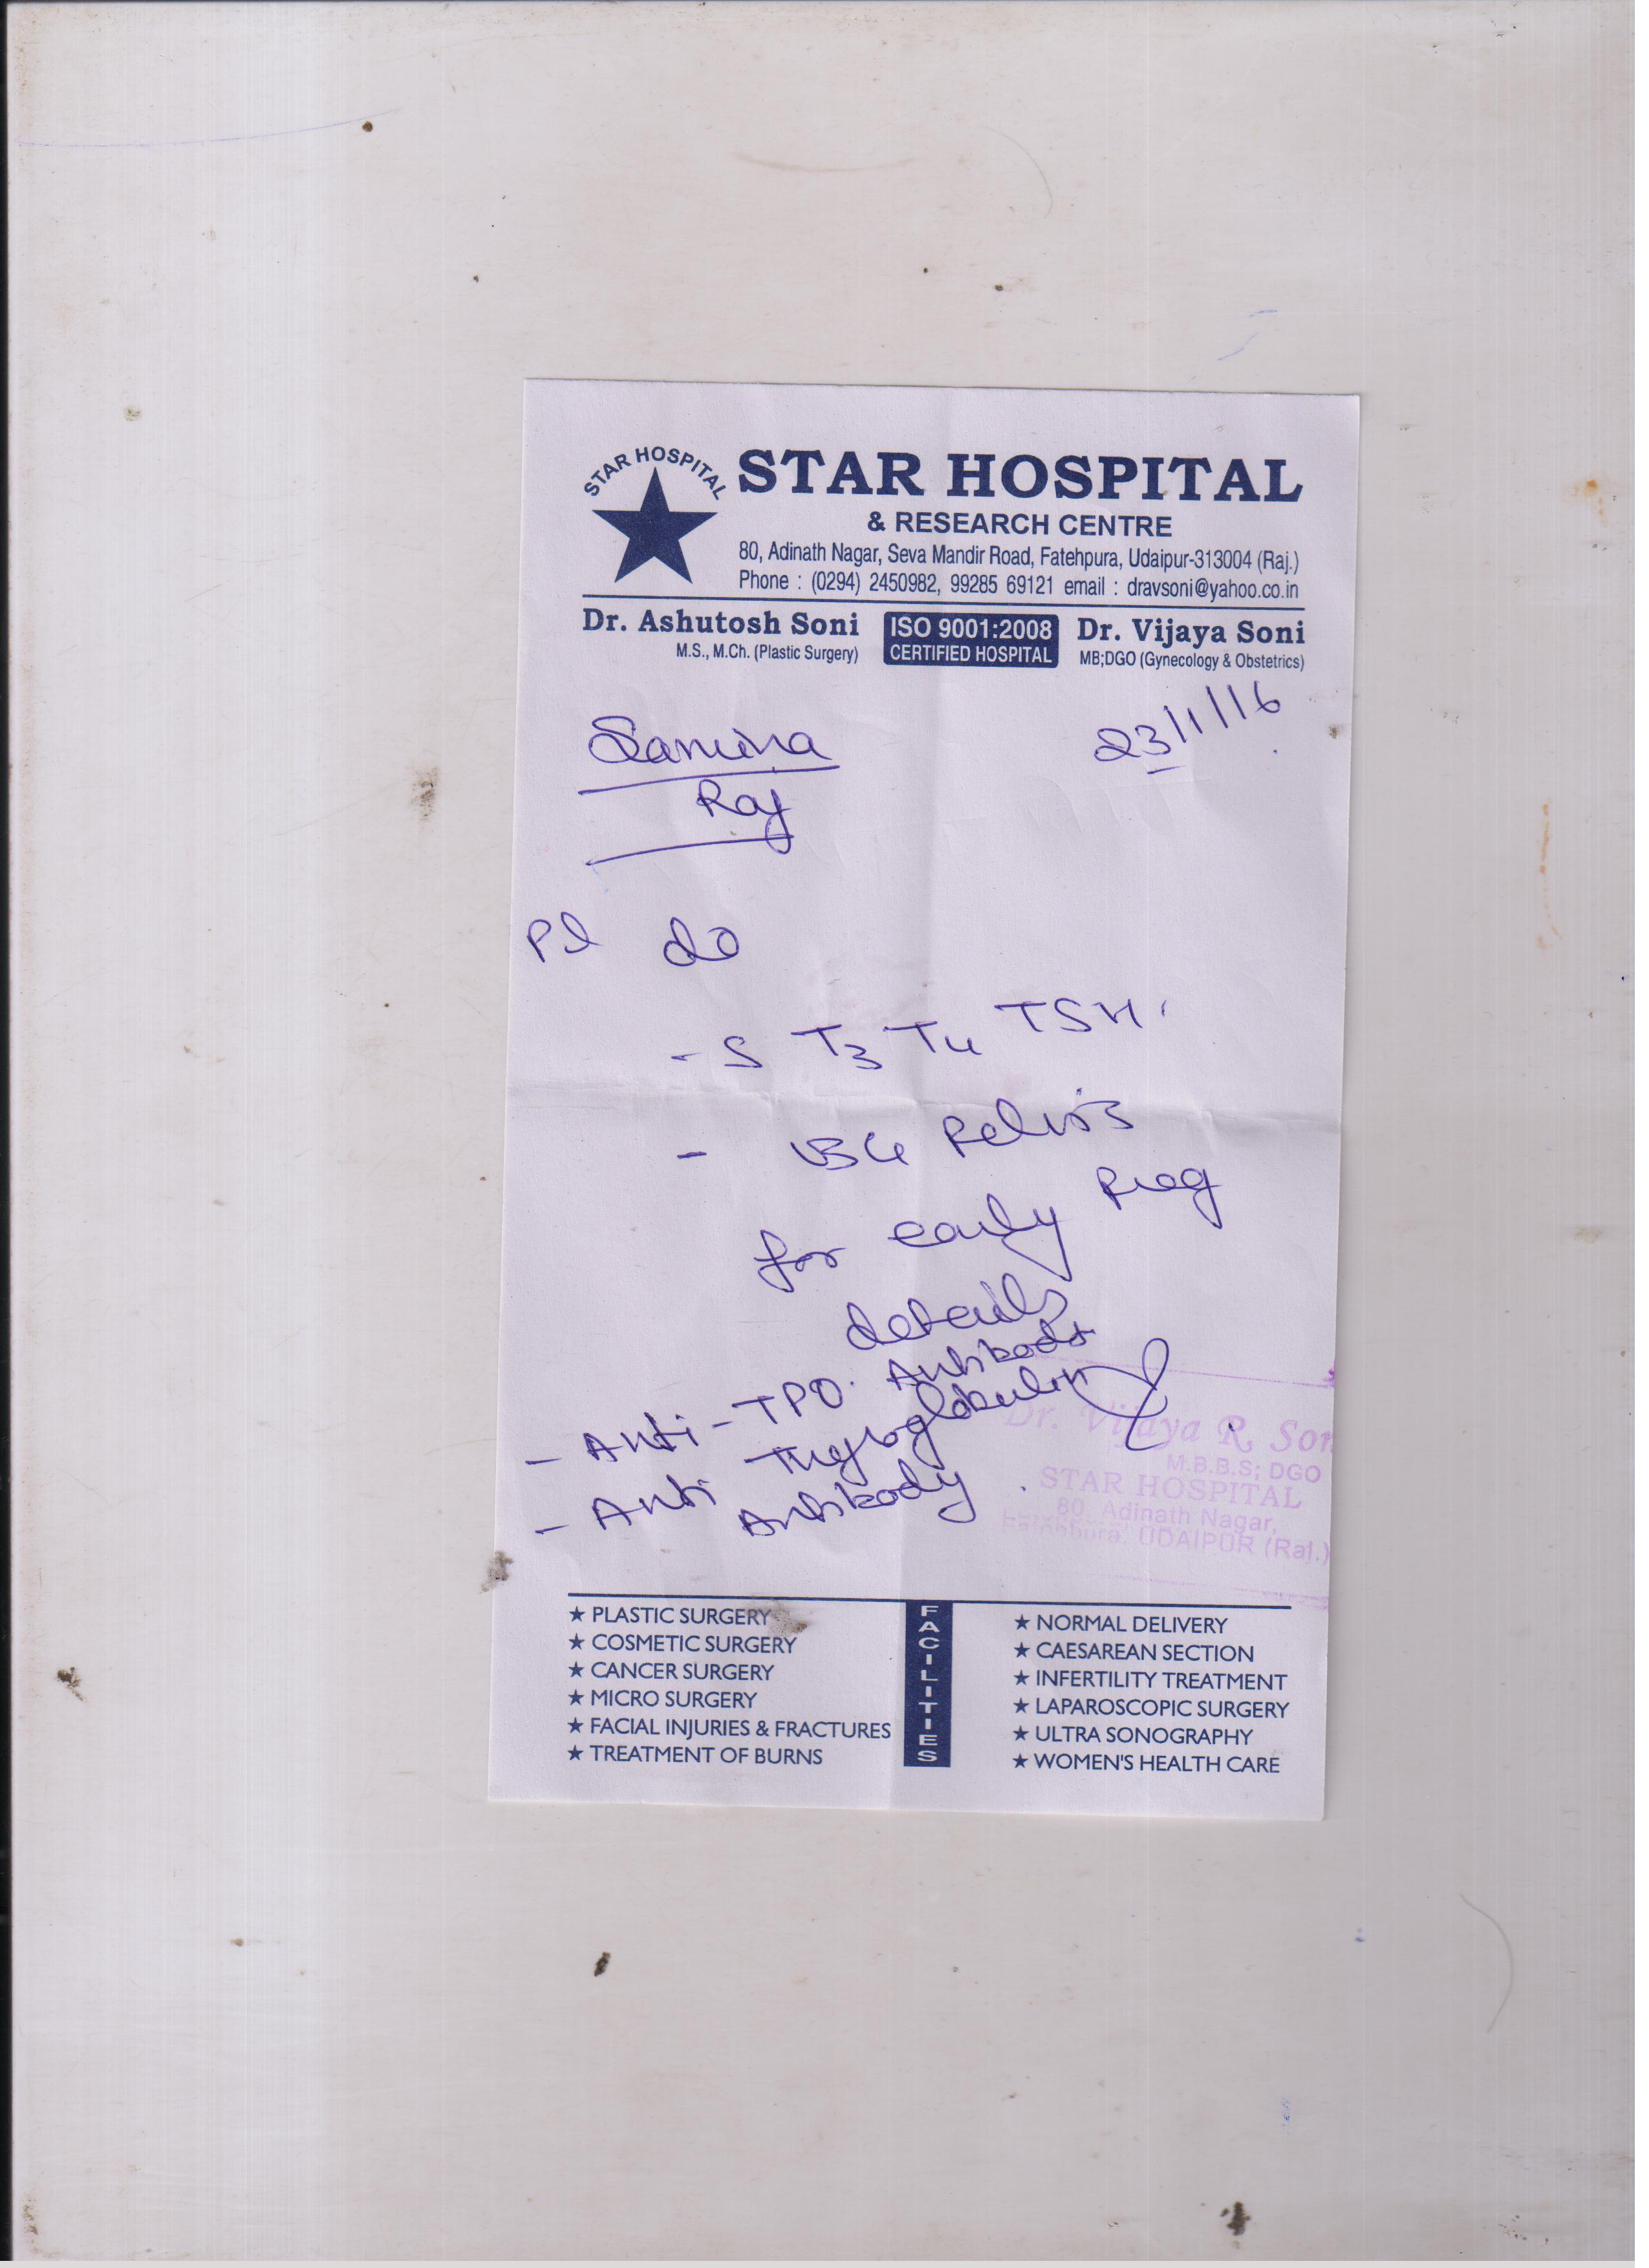 STAR HOSPITAL
STAR HOSPITAL
& RESEARCH CENTRE
80, Adinath Nagar, Seva Mandir Road, Fatehpura, Udaipur-313004 (Raj.)
Phone : (0294) 2450982, 99285 69121 email : dravsoni@yahoo.co.in
Dr. Ashutosh Soni
M.S., M.Ch. (Plastic Surgery)
ISO 9001:2008
CERTIFIED HOSPITAL
Dr. Vijaya Soni
MB;DGO (Gynecology & Obstetrics)
23/1/16
Raj
Pl do
- S T3 T4 TSH
- Pelvis
for early Preg
details
- Anti-TPO. Antibody
- Anti Thyroglobulin
Antibody
Dr. Vijaya R. Son
M.B.B.S; DGO
STAR HOSPITAL
80, Adinath Nagar,
Fatehpura, UDAIPUR (Raj.)
FACILITIES
★ PLASTIC SURGERY
★ COSMETIC SURGERY
★ CANCER SURGERY
★ MICRO SURGERY
★ FACIAL INJURIES & FRACTURES
★ TREATMENT OF BURNS
★ NORMAL DELIVERY
★ CAESAREAN SECTION
★ INFERTILITY TREATMENT
★ LAPAROSCOPIC SURGERY
★ ULTRA SONOGRAPHY
★ WOMEN'S HEALTH CARE